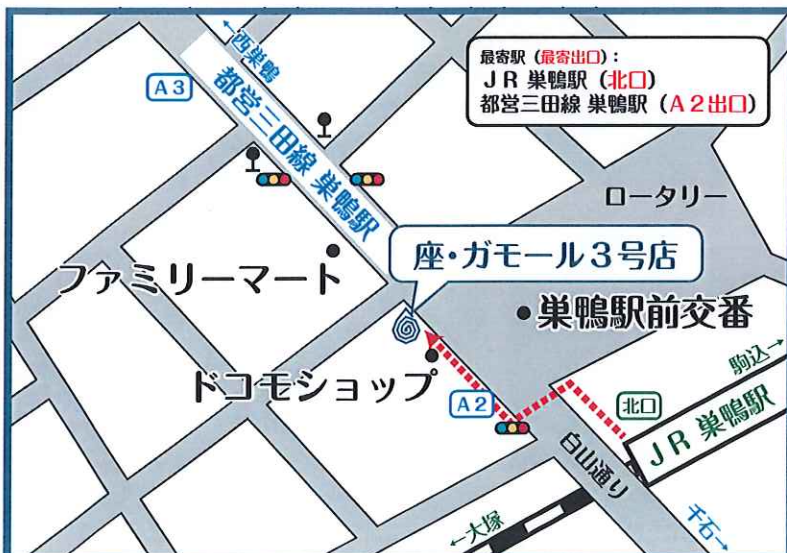 ←西巣鴨
最寄駅（最寄出口）：
ＪＲ 巣鴨駅（北口）
都営三田線 巣鴨駅（Ａ２出口）
Ａ３
都営三田線 巣鴨駅
ロータリー
座・ガモール３号店
ファミリーマート
巣鴨駅前交番
ドコモショップ
駒込→
Ａ２
北口
ＪＲ 巣鴨駅
白山通り
←大塚
千石→